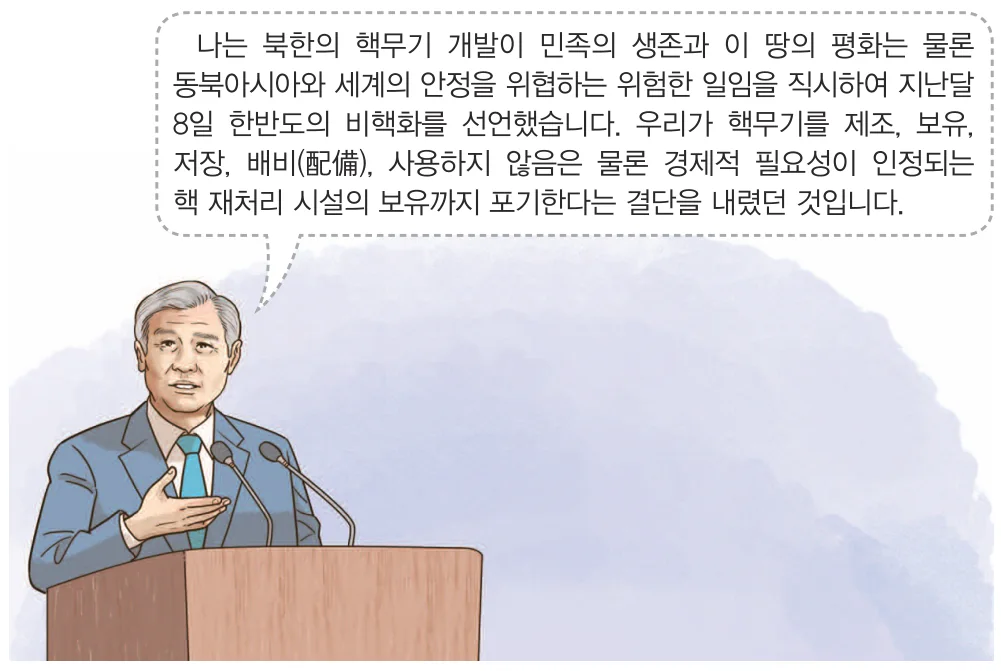 나는 북한의 핵무기 개발이 민족의 생존과 이 땅의 평화는 물론
동북아시아와 세계의 안정을 위협하는 위험한 일임을 직시하여 지난달
8일 한반도의 비핵화를 선언했습니다. 우리가 핵무기를 제조, 보유,
저장, 배비(配備), 사용하지 않음은 물론 경제적 필요성이 인정되는
핵 재처리 시설의 보유까지 포기한다는 결단을 내렸던 것입니다.